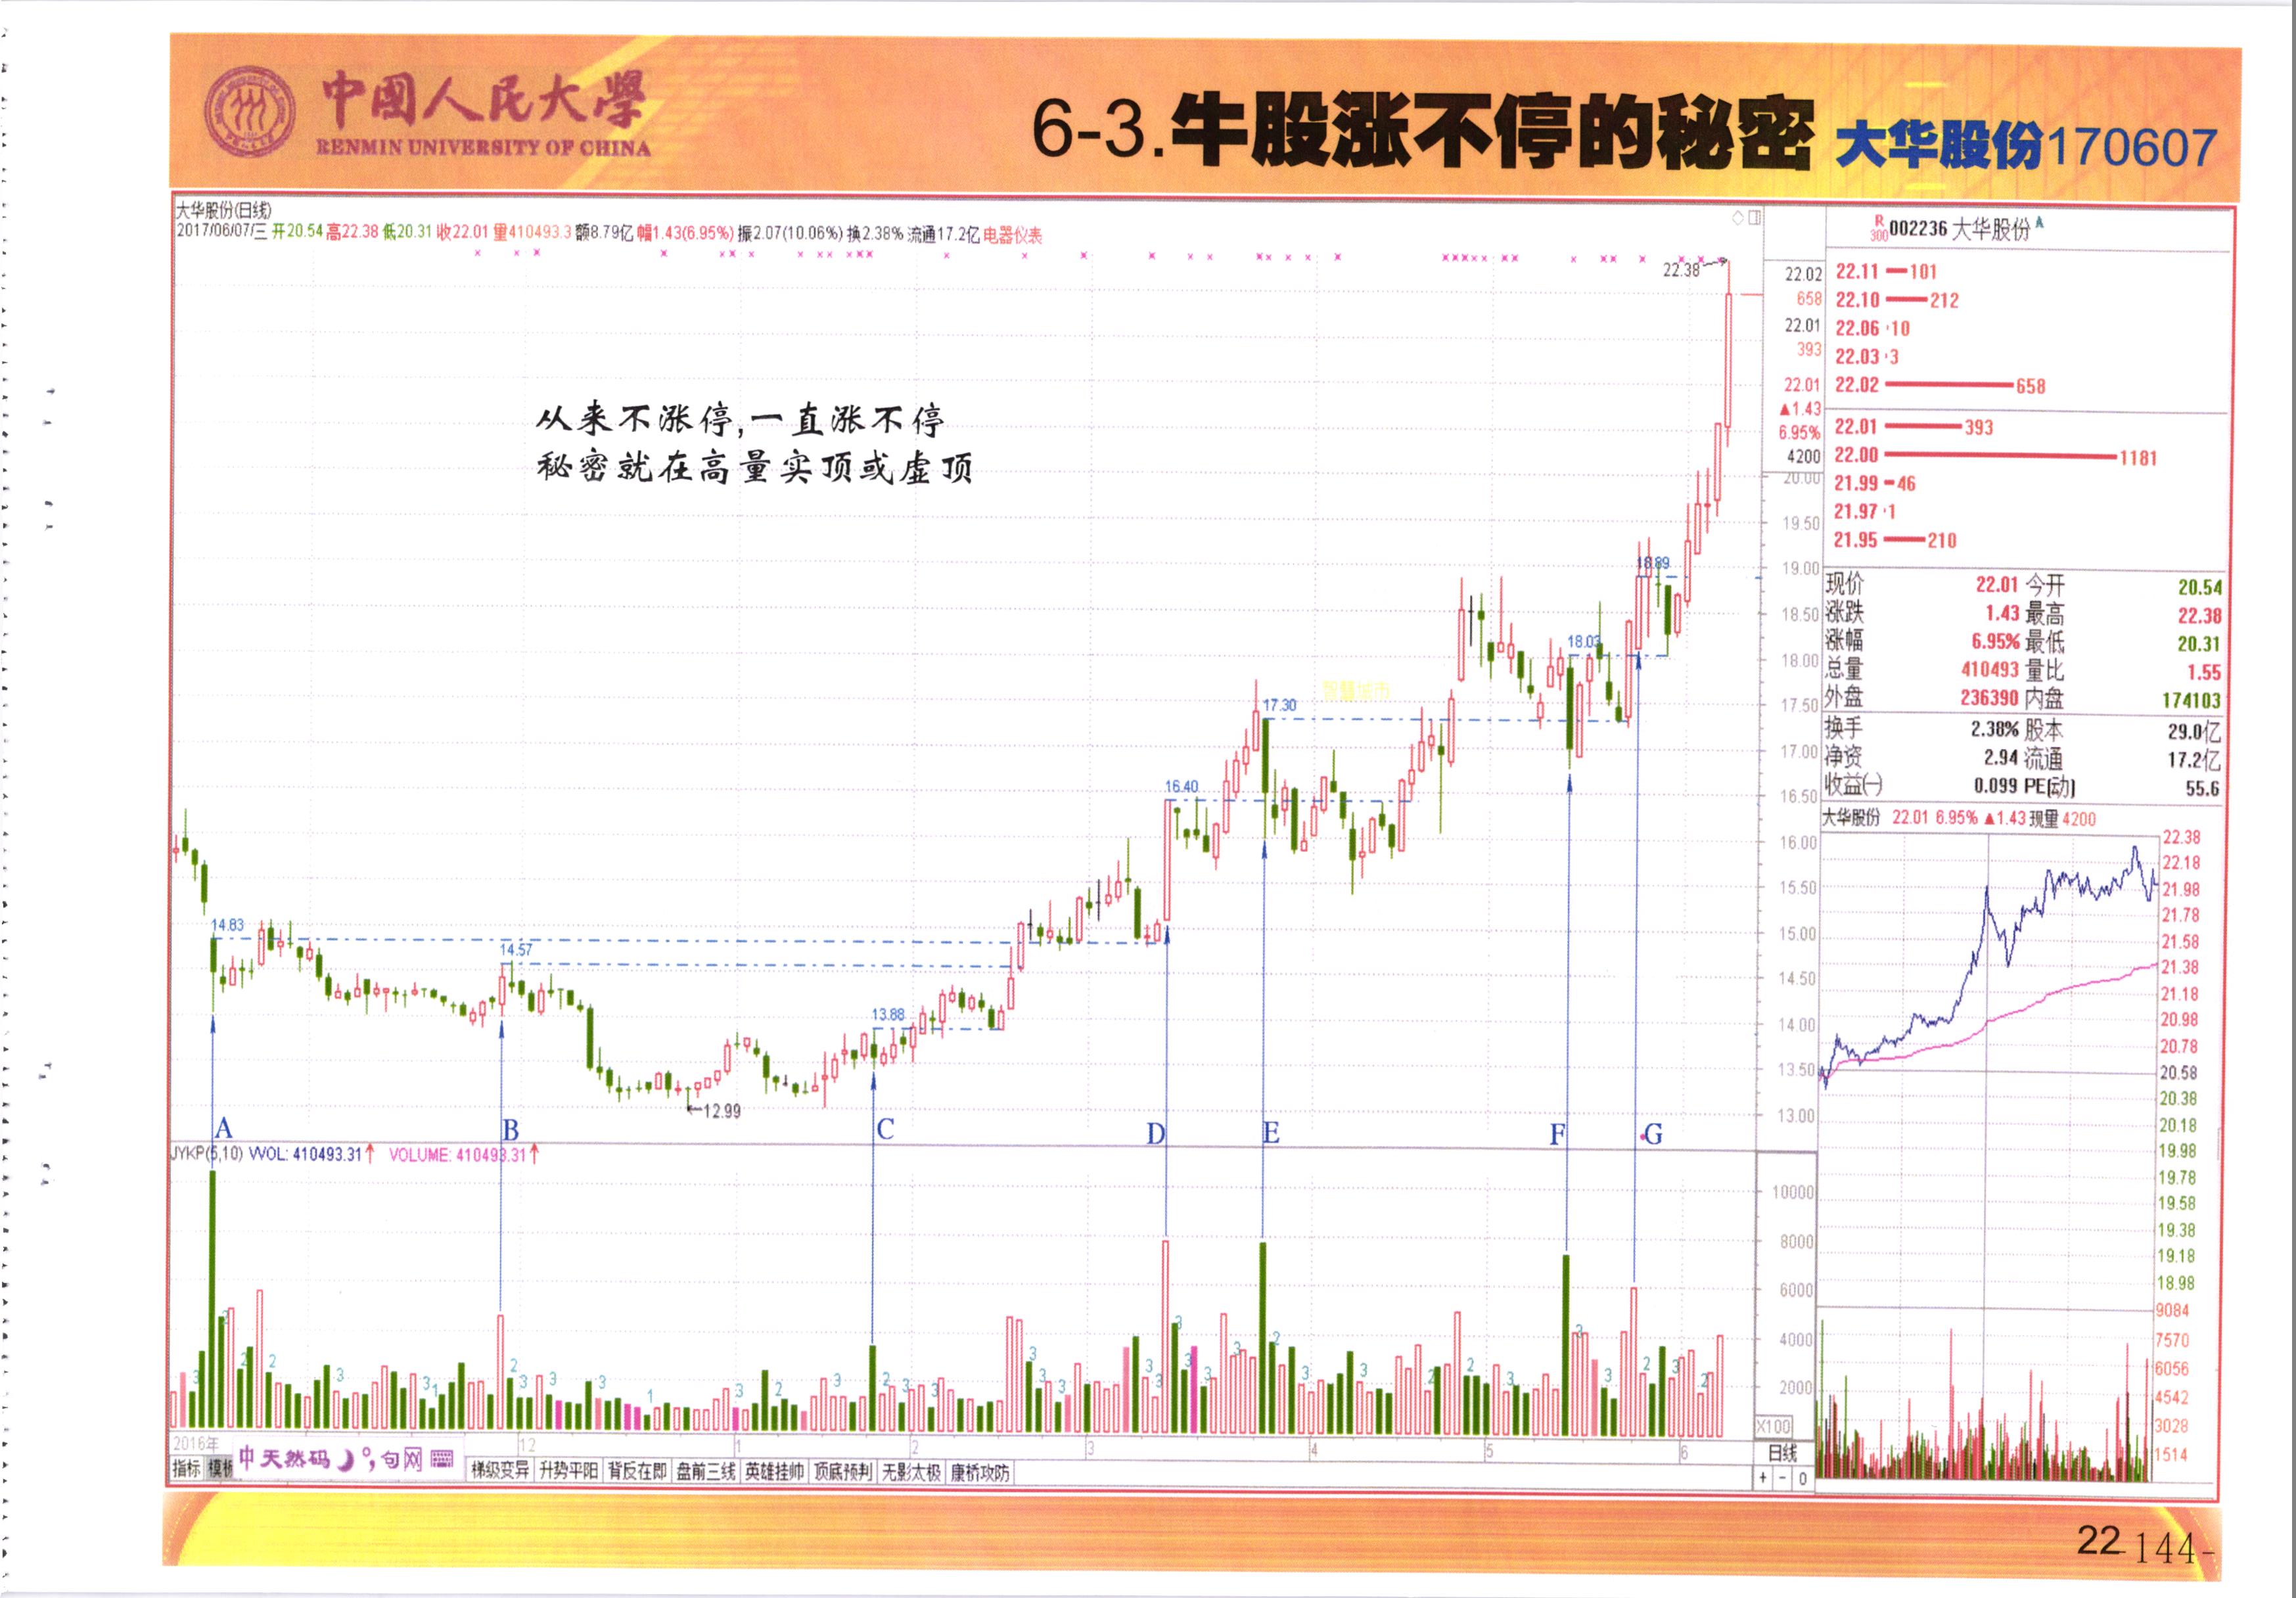 中國人民大學
RENMIN UNIVERSITY OF CHINA
6-3.牛股涨不停的秘密 大华股份170607
大华股份(日线)
2017/06/07/三 开20.54 高22.38 低20.31 收22.01 量410493.3 额8.79亿 幅1.43(6.95%) 振2.07(10.06%) 换2.38% 流通17.2亿 电器仪表
22.38
从来不涨停,一直涨不停
秘密就在高量实顶或虚顶
14.83
14.57
13.88
12.99
16.40
17.30
智慧城市
18.03
18.89
A
B
C
D
E
F
G
22.02
658
22.01
393
22.01
▲1.43
6.95%
4200
20.00
19.50
19.00
18.50
18.00
17.50
17.00
16.50
16.00
15.50
15.00
14.50
14.00
13.50
13.00
JYKP(5,10) VVOL: 410493.31↑ VOLUME: 410493.31↑
10000
8000
6000
4000
2000
X100
2016年
12
1
2
3
4
5
6
日线
中天然码 句网
指标 模板 梯级变异 升势平阳 背反在即 盘前三线 英雄挂帅 顶底预判 无影太极 康桥攻防
+ - 0
R
300 002236 大华股份 A
22.11 101
22.10 212
22.06 10
22.03 3
22.02 658
22.01 393
22.00 1181
21.99 46
21.97 1
21.95 210
现价 22.01 今开 20.54
涨跌 1.43 最高 22.38
涨幅 6.95% 最低 20.31
总量 410493 量比 1.55
外盘 236390 内盘 174103
换手 2.38% 股本 29.0亿
净资 2.94 流通 17.2亿
收益(一) 0.099 PE(动) 55.6
大华股份 22.01 6.95% ▲1.43 现量 4200
22.38
22.18
21.98
21.78
21.58
21.38
21.18
20.98
20.78
20.58
20.38
20.18
19.98
19.78
19.58
19.38
19.18
18.98
9084
7570
6056
4542
3028
1514
22 -144-